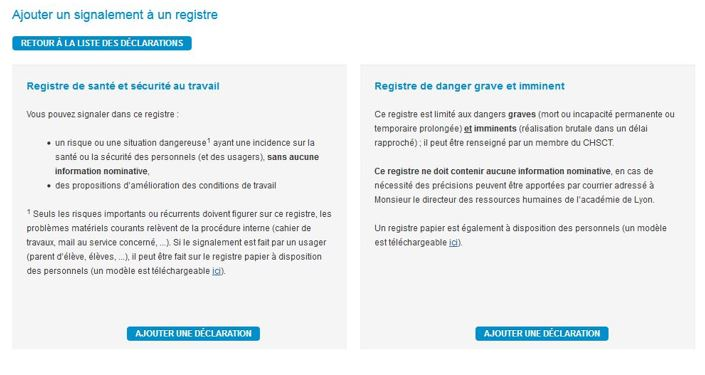 Ajouter un signalement à un registre
RETOUR À LA LISTE DES DÉCLARATIONS
Registre de santé et sécurité au travail
Vous pouvez signaler dans ce registre :
• un risque ou une situation dangereuse¹ ayant une incidence sur la
santé ou la sécurité des personnels (et des usagers), sans aucune
information nominative,
• des propositions d'amélioration des conditions de travail
¹ Seuls les risques importants ou récurrents doivent figurer sur ce registre, les
problèmes matériels courants relèvent de la procédure interne (cahier de
travaux, mail au service concerné, ...). Si le signalement est fait par un usager
(parent d'élève, élèves, ...), il peut être fait sur le registre papier à disposition
des personnels (un modèle est téléchargeable ici).
AJOUTER UNE DÉCLARATION
Registre de danger grave et imminent
Ce registre est limité aux dangers graves (mort ou incapacité permanente ou
temporaire prolongée) et imminents (réalisation brutale dans un délai
rapproché) ; il peut être renseigné par un membre du CHSCT.
Ce registre ne doit contenir aucune information nominative, en cas de
nécessité des précisions peuvent être apportées par courrier adressé à
Monsieur le directeur des ressources humaines de l'académie de Lyon.
Un registre papier est également à disposition des personnels (un modèle
est téléchargeable ici).
AJOUTER UNE DÉCLARATION